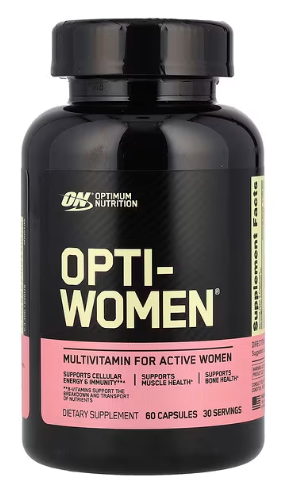 ON OPTIMUM
NUTRITION
OPTI-
WOMEN®
MULTIVITAMIN FOR ACTIVE WOMEN
SUPPORTS CELLULAR
ENERGY & IMMUNITY***
**B-VITAMINS SUPPORT THE
BREAKDOWN AND TRANSPORT
OF NUTRIENTS
SUPPORTS
MUSCLE HEALTH*
SUPPORTS
BONE HEALTH*
DIETARY SUPPLEMENT 60 CAPSULES 30 SERVINGS
Supplement Facts